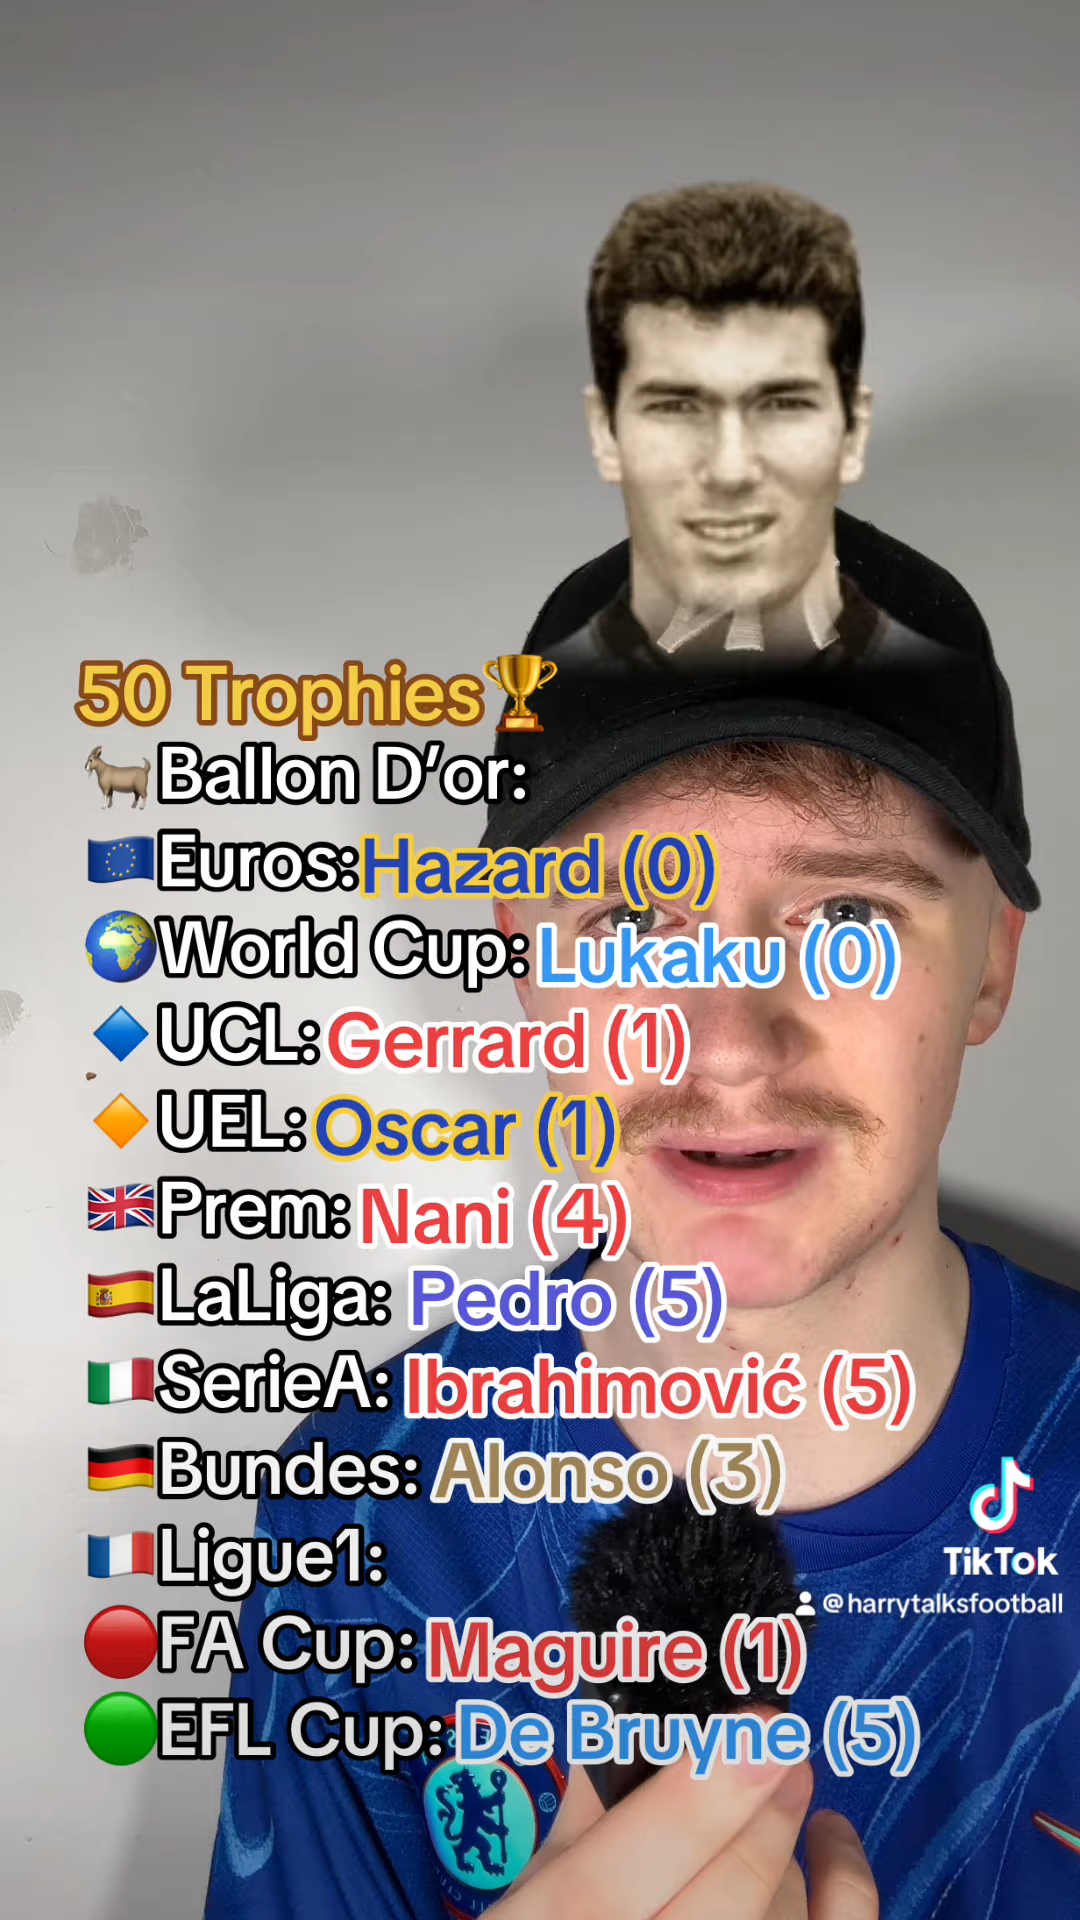 50 Trophies🏆
🐐Ballon D’or:
🇪🇺Euros:Hazard (0)
🌍World Cup: Lukaku (0)
🔷UCL: Gerrard (1)
🔶UEL: Oscar (1)
🇬🇧Prem: Nani (4)
🇪🇸LaLiga: Pedro (5)
🇮🇹SerieA: Ibrahimović (5)
🇩🇪Bundes: Alonso (3)
🇫🇷Ligue1:
🔴FA Cup: Maguire (1)
🟢EFL Cup: De Bruyne (5)
TikTok
@harrytalksfootball